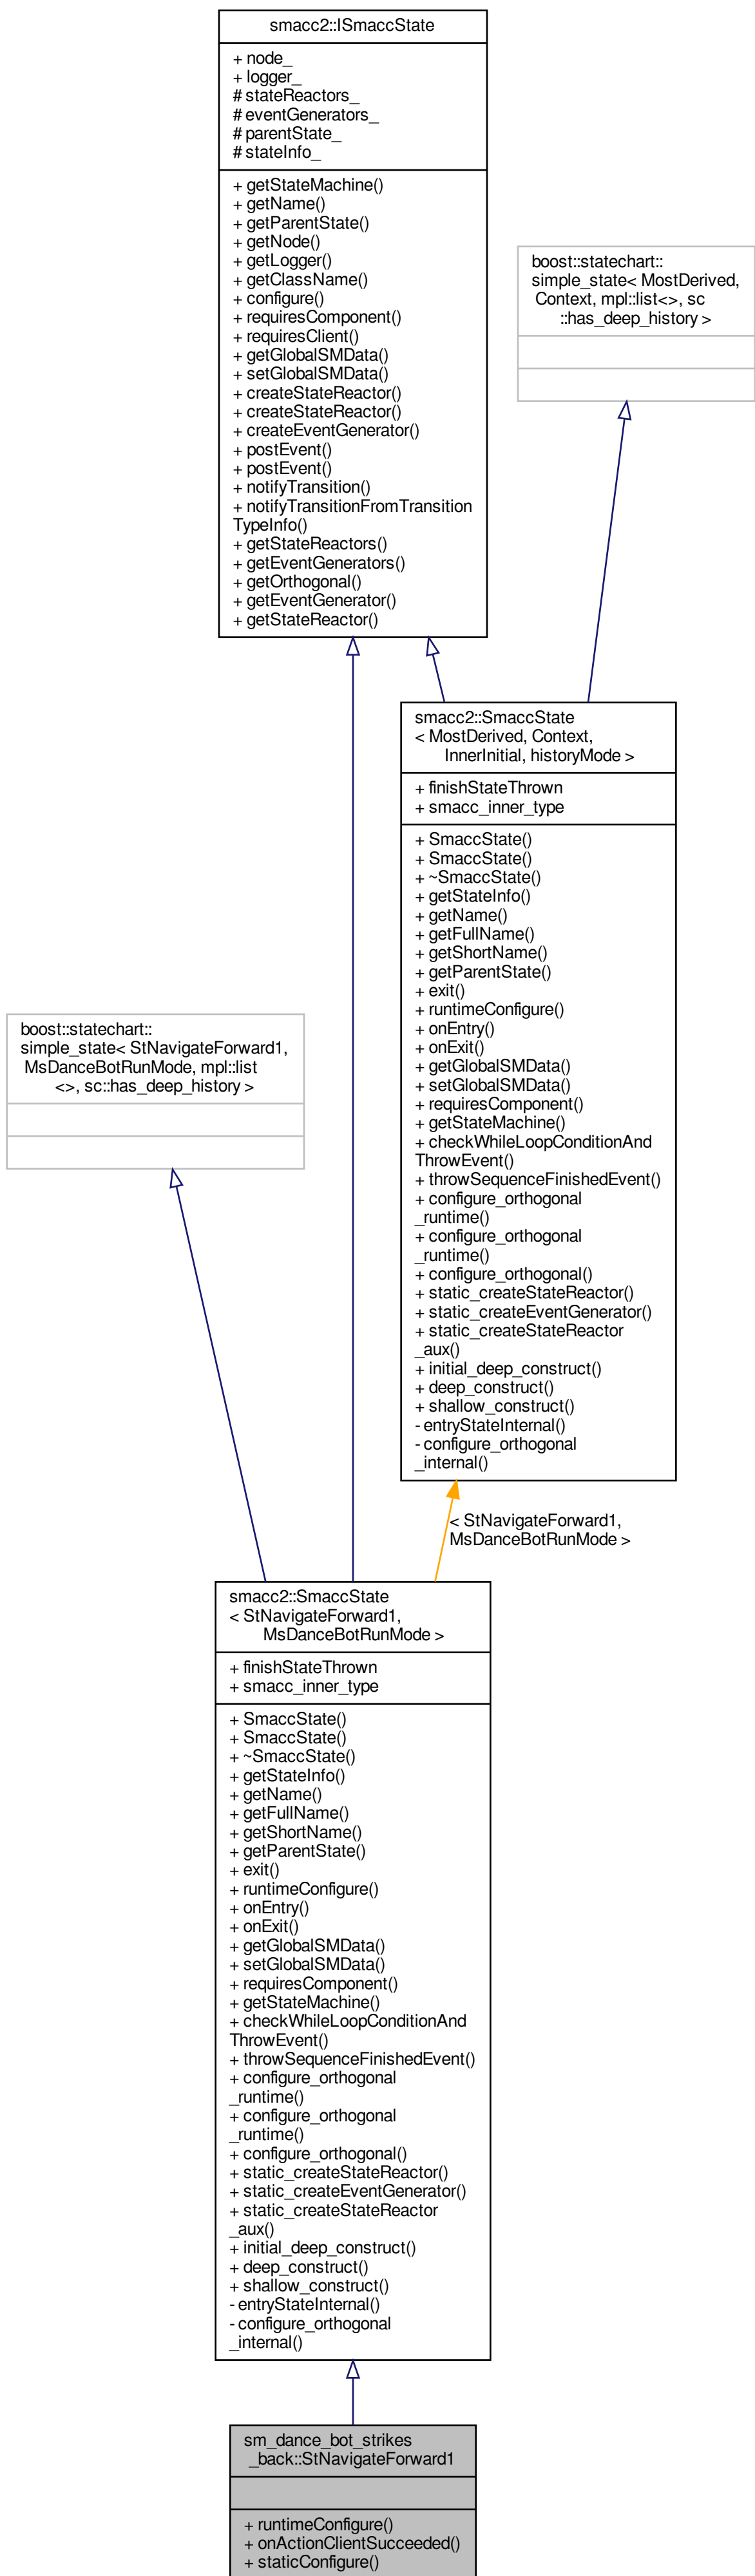 smacc2::ISmaccState
+ node_
+ logger_
# stateReactors_
# eventGenerators_
# parentState_
# stateInfo_
+ getStateMachine()
+ getName()
+ getParentState()
+ getNode()
+ getLogger()
+ getClassName()
+ configure()
+ requiresComponent()
+ requiresClient()
+ getGlobalSMData()
+ setGlobalSMData()
+ createStateReactor()
+ createStateReactor()
+ createEventGenerator()
+ postEvent()
+ postEvent()
+ notifyTransition()
+ notifyTransitionFromTransition
TypeInfo()
+ getStateReactors()
+ getEventGenerators()
+ getOrthogonal()
+ getEventGenerator()
+ getStateReactor()
boost::statechart::
simple_state< MostDerived,
Context, mpl::list<>, sc
::has_deep_history >
smacc2::SmaccState
< MostDerived, Context,
InnerInitial, historyMode >
+ finishStateThrown
+ smacc_inner_type
+ SmaccState()
+ SmaccState()
+ ~SmaccState()
+ getStateInfo()
+ getName()
+ getFullName()
+ getShortName()
+ getParentState()
+ exit()
+ runtimeConfigure()
+ onEntry()
+ onExit()
+ getGlobalSMData()
+ setGlobalSMData()
+ requiresComponent()
+ getStateMachine()
+ checkWhileLoopConditionAnd
ThrowEvent()
+ throwSequenceFinishedEvent()
+ configure_orthogonal
_runtime()
+ configure_orthogonal
_runtime()
+ configure_orthogonal()
+ static_createStateReactor()
+ static_createEventGenerator()
+ static_createStateReactor
_aux()
+ initial_deep_construct()
+ deep_construct()
+ shallow_construct()
- entryStateInternal()
- configure_orthogonal
_internal()
boost::statechart::
simple_state< StNavigateForward1,
MsDanceBotRunMode, mpl::list
<>, sc::has_deep_history >
< StNavigateForward1,
MsDanceBotRunMode >
smacc2::SmaccState
< StNavigateForward1,
MsDanceBotRunMode >
+ finishStateThrown
+ smacc_inner_type
+ SmaccState()
+ SmaccState()
+ ~SmaccState()
+ getStateInfo()
+ getName()
+ getFullName()
+ getShortName()
+ getParentState()
+ exit()
+ runtimeConfigure()
+ onEntry()
+ onExit()
+ getGlobalSMData()
+ setGlobalSMData()
+ requiresComponent()
+ getStateMachine()
+ checkWhileLoopConditionAnd
ThrowEvent()
+ throwSequenceFinishedEvent()
+ configure_orthogonal
_runtime()
+ configure_orthogonal
_runtime()
+ configure_orthogonal()
+ static_createStateReactor()
+ static_createEventGenerator()
+ static_createStateReactor
_aux()
+ initial_deep_construct()
+ deep_construct()
+ shallow_construct()
- entryStateInternal()
- configure_orthogonal
_internal()
sm_dance_bot_strikes
_back::StNavigateForward1
+ runtimeConfigure()
+ onActionClientSucceeded()
+ staticConfigure()